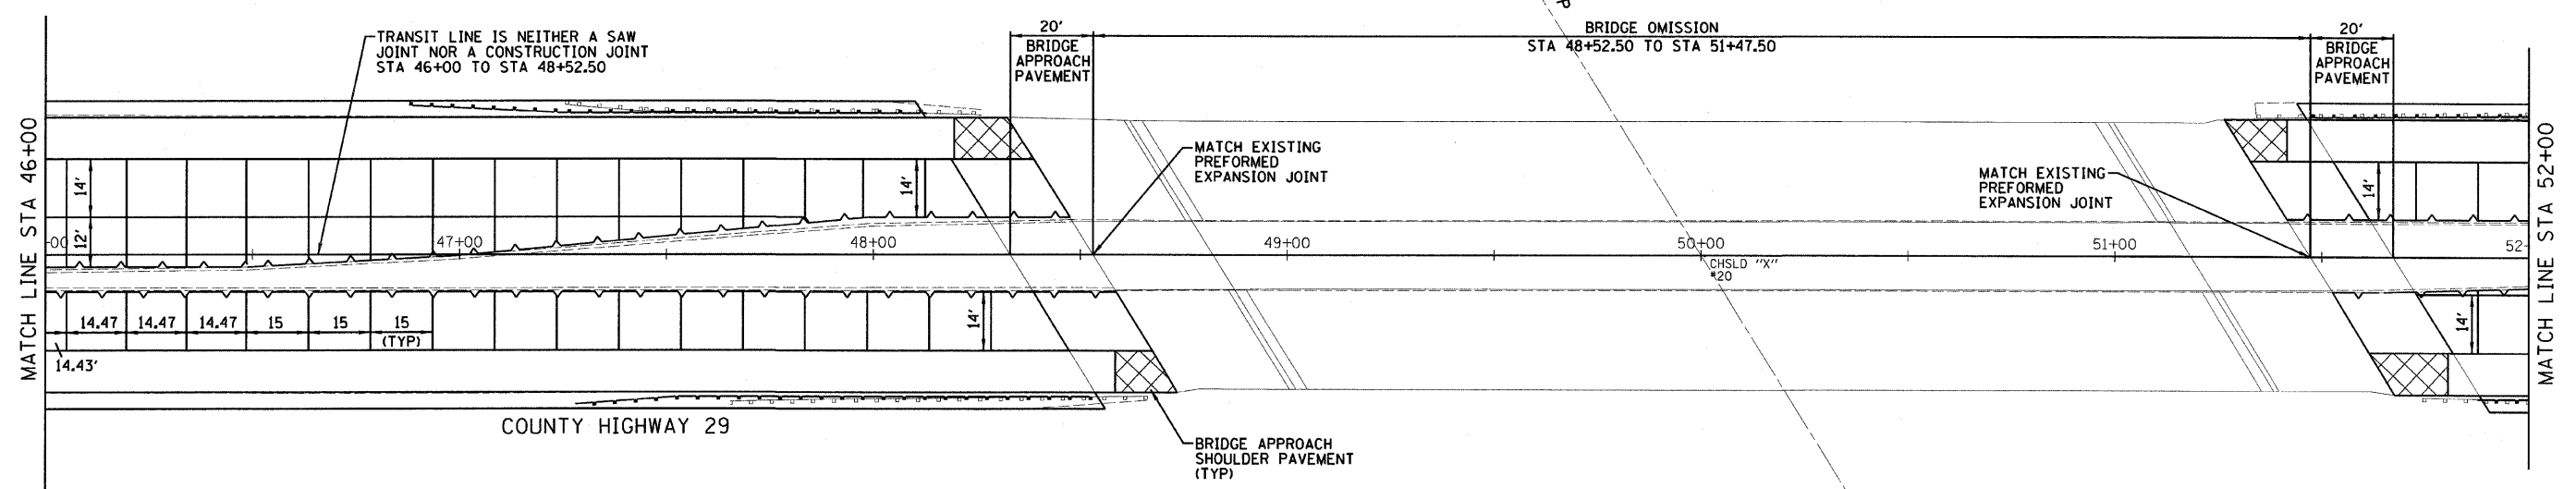 MATCH LINE STA 46+00
TRANSIT LINE IS NEITHER A SAW
JOINT NOR A CONSTRUCTION JOINT
STA 46+00 TO STA 48+52.50
20'
BRIDGE
APPROACH
PAVEMENT
BRIDGE OMISSION
STA 48+52.50 TO STA 51+47.50
20'
BRIDGE
APPROACH
PAVEMENT
MATCH EXISTING
PREFORMED
EXPANSION JOINT
MATCH EXISTING
PREFORMED
EXPANSION JOINT
14'
14'
14'
12'
-00
47+00
48+00
49+00
50+00
51+00
52-
CHSLD "X"
#20
14.47
14.47
14.47
15
15
15
(TYP)
14'
14'
14.43'
COUNTY HIGHWAY 29
BRIDGE APPROACH
SHOULDER PAVEMENT
(TYP)
MATCH LINE STA 52+00